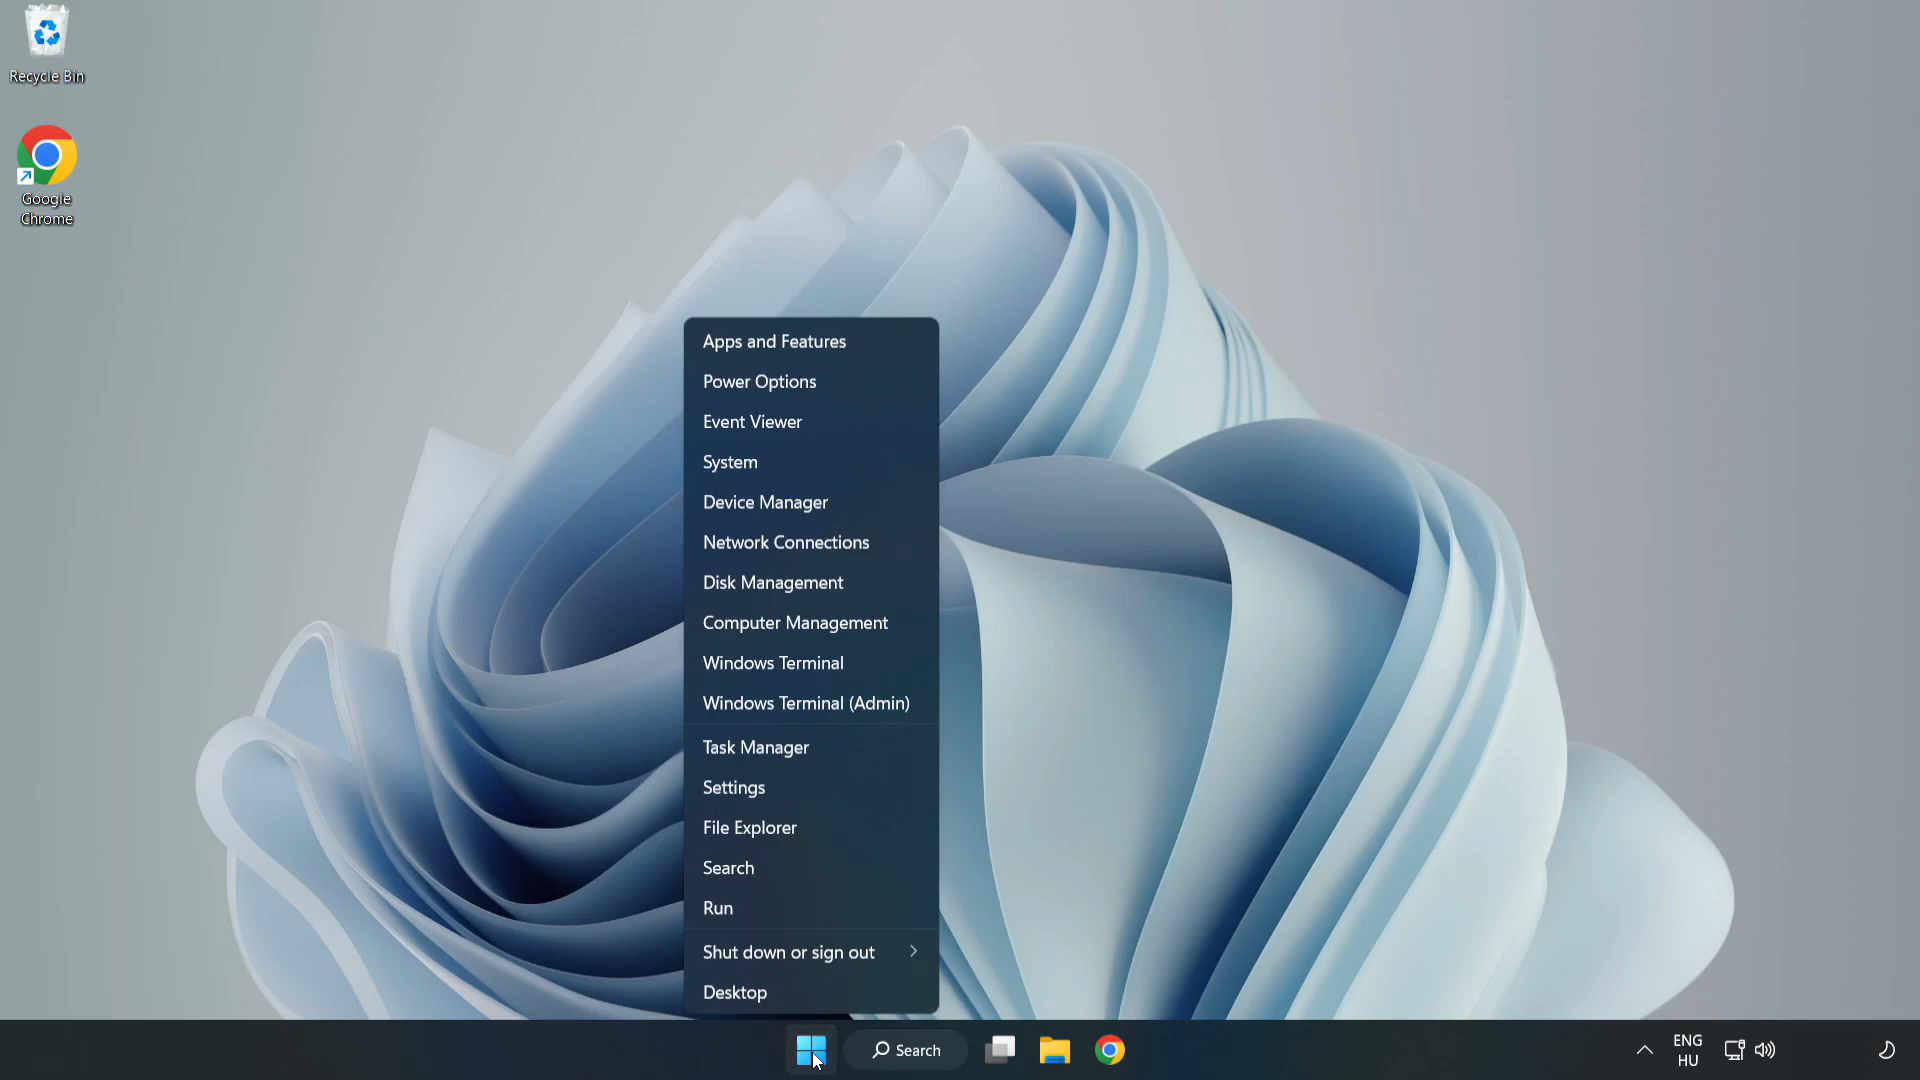 Recycle Bin
Google
Chrome
Apps and Features
Power Options
Event Viewer
System
Device Manager
Network Connections
Disk Management
Computer Management
Windows Terminal
Windows Terminal (Admin)
Task Manager
Settings
File Explorer
Search
Run
Shut down or sign out
Desktop
Search
ENG
HU